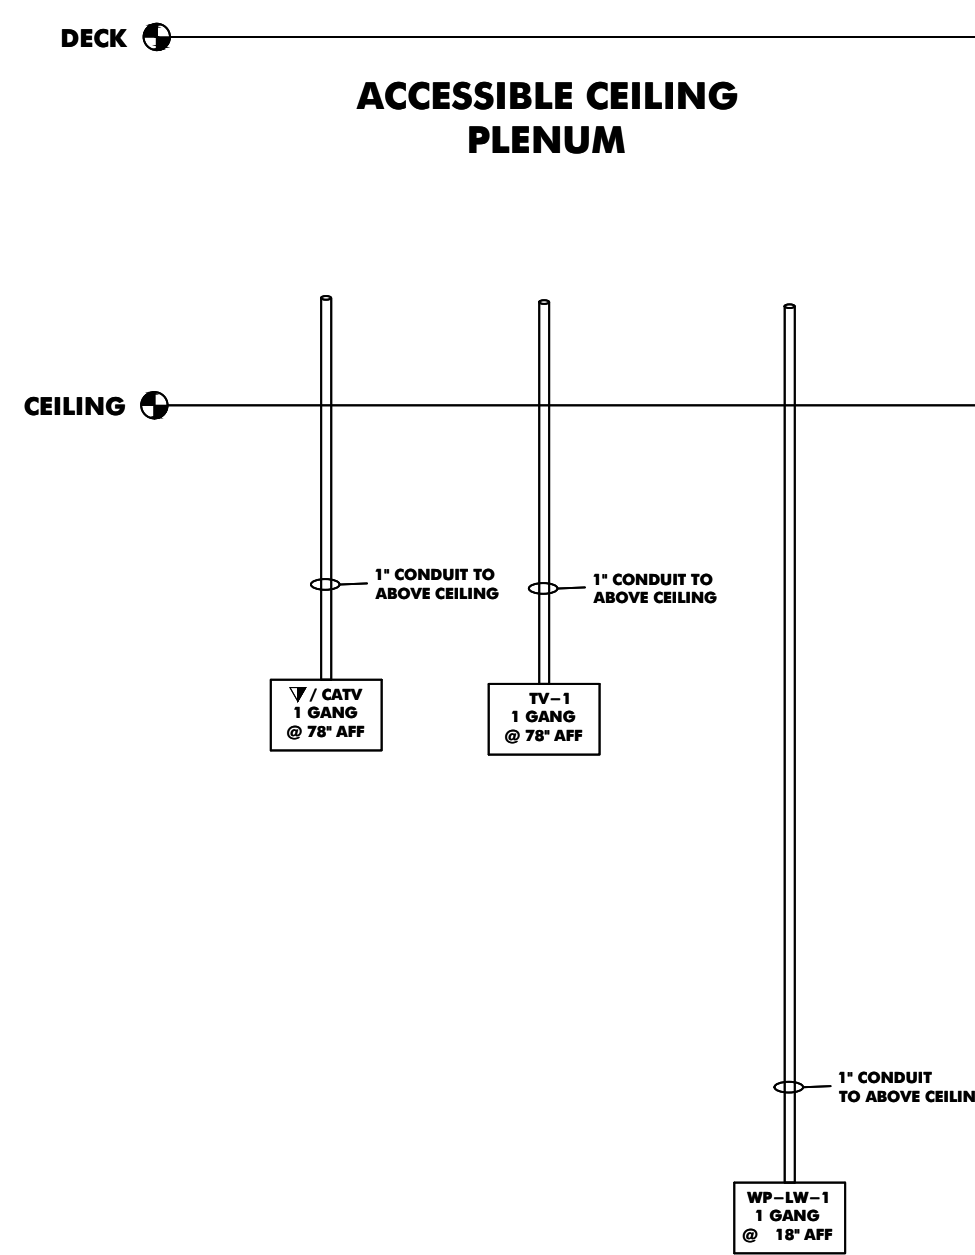 DECK
ACCESSIBLE CEILING
PLENUM
CEILING
1" CONDUIT TO
ABOVE CEILING
1" CONDUIT TO
ABOVE CEILING
/ CATV
1 GANG
@ 78" AFF
TV-1
1 GANG
@ 78" AFF
1" CONDUIT
TO ABOVE CEILIN
WP-LW-1
1 GANG
@ 18" AFF